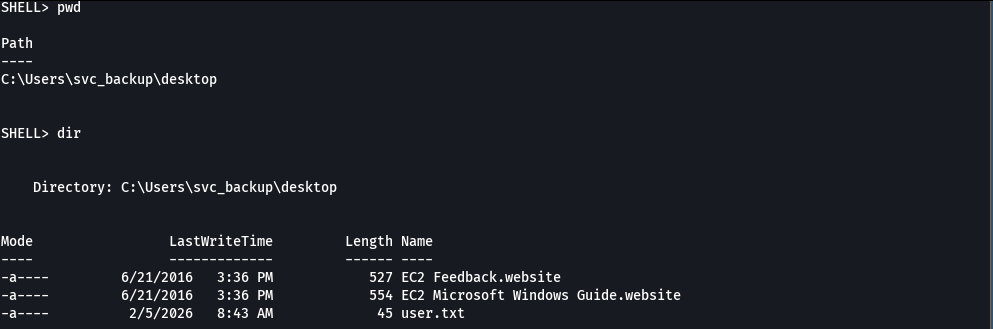 SHELL> pwd
Path
----
C:\Users\svc_backup\desktop
SHELL> dir
    Directory: C:\Users\svc_backup\desktop
Mode                 LastWriteTime         Length Name
----                 -------------         ------ ----
-a----         6/21/2016   3:36 PM            527 EC2 Feedback.website
-a----         6/21/2016   3:36 PM            554 EC2 Microsoft Windows Guide.website
-a----          2/5/2026   8:43 AM             45 user.txt